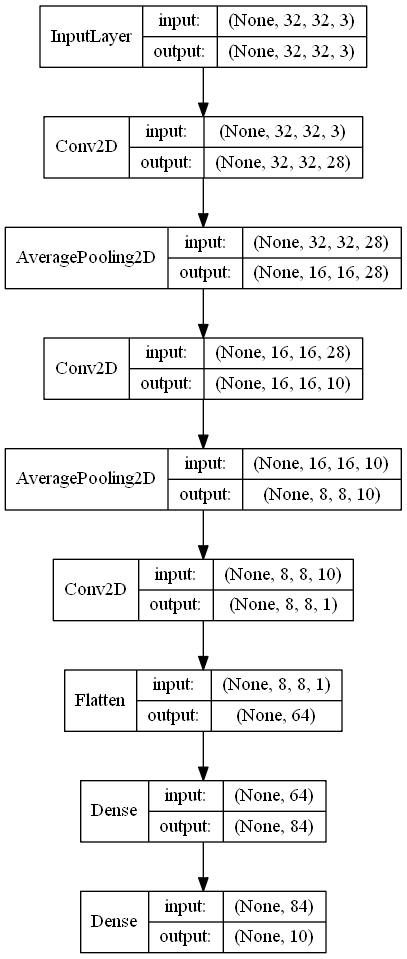 InputLayer
input: (None, 32, 32, 3)
output: (None, 32, 32, 3)
Conv2D
input: (None, 32, 32, 3)
output: (None, 32, 32, 28)
AveragePooling2D
input: (None, 32, 32, 28)
output: (None, 16, 16, 28)
Conv2D
input: (None, 16, 16, 28)
output: (None, 16, 16, 10)
AveragePooling2D
input: (None, 16, 16, 10)
output: (None, 8, 8, 10)
Conv2D
input: (None, 8, 8, 10)
output: (None, 8, 8, 1)
Flatten
input: (None, 8, 8, 1)
output: (None, 64)
Dense
input: (None, 64)
output: (None, 84)
Dense
input: (None, 84)
output: (None, 10)